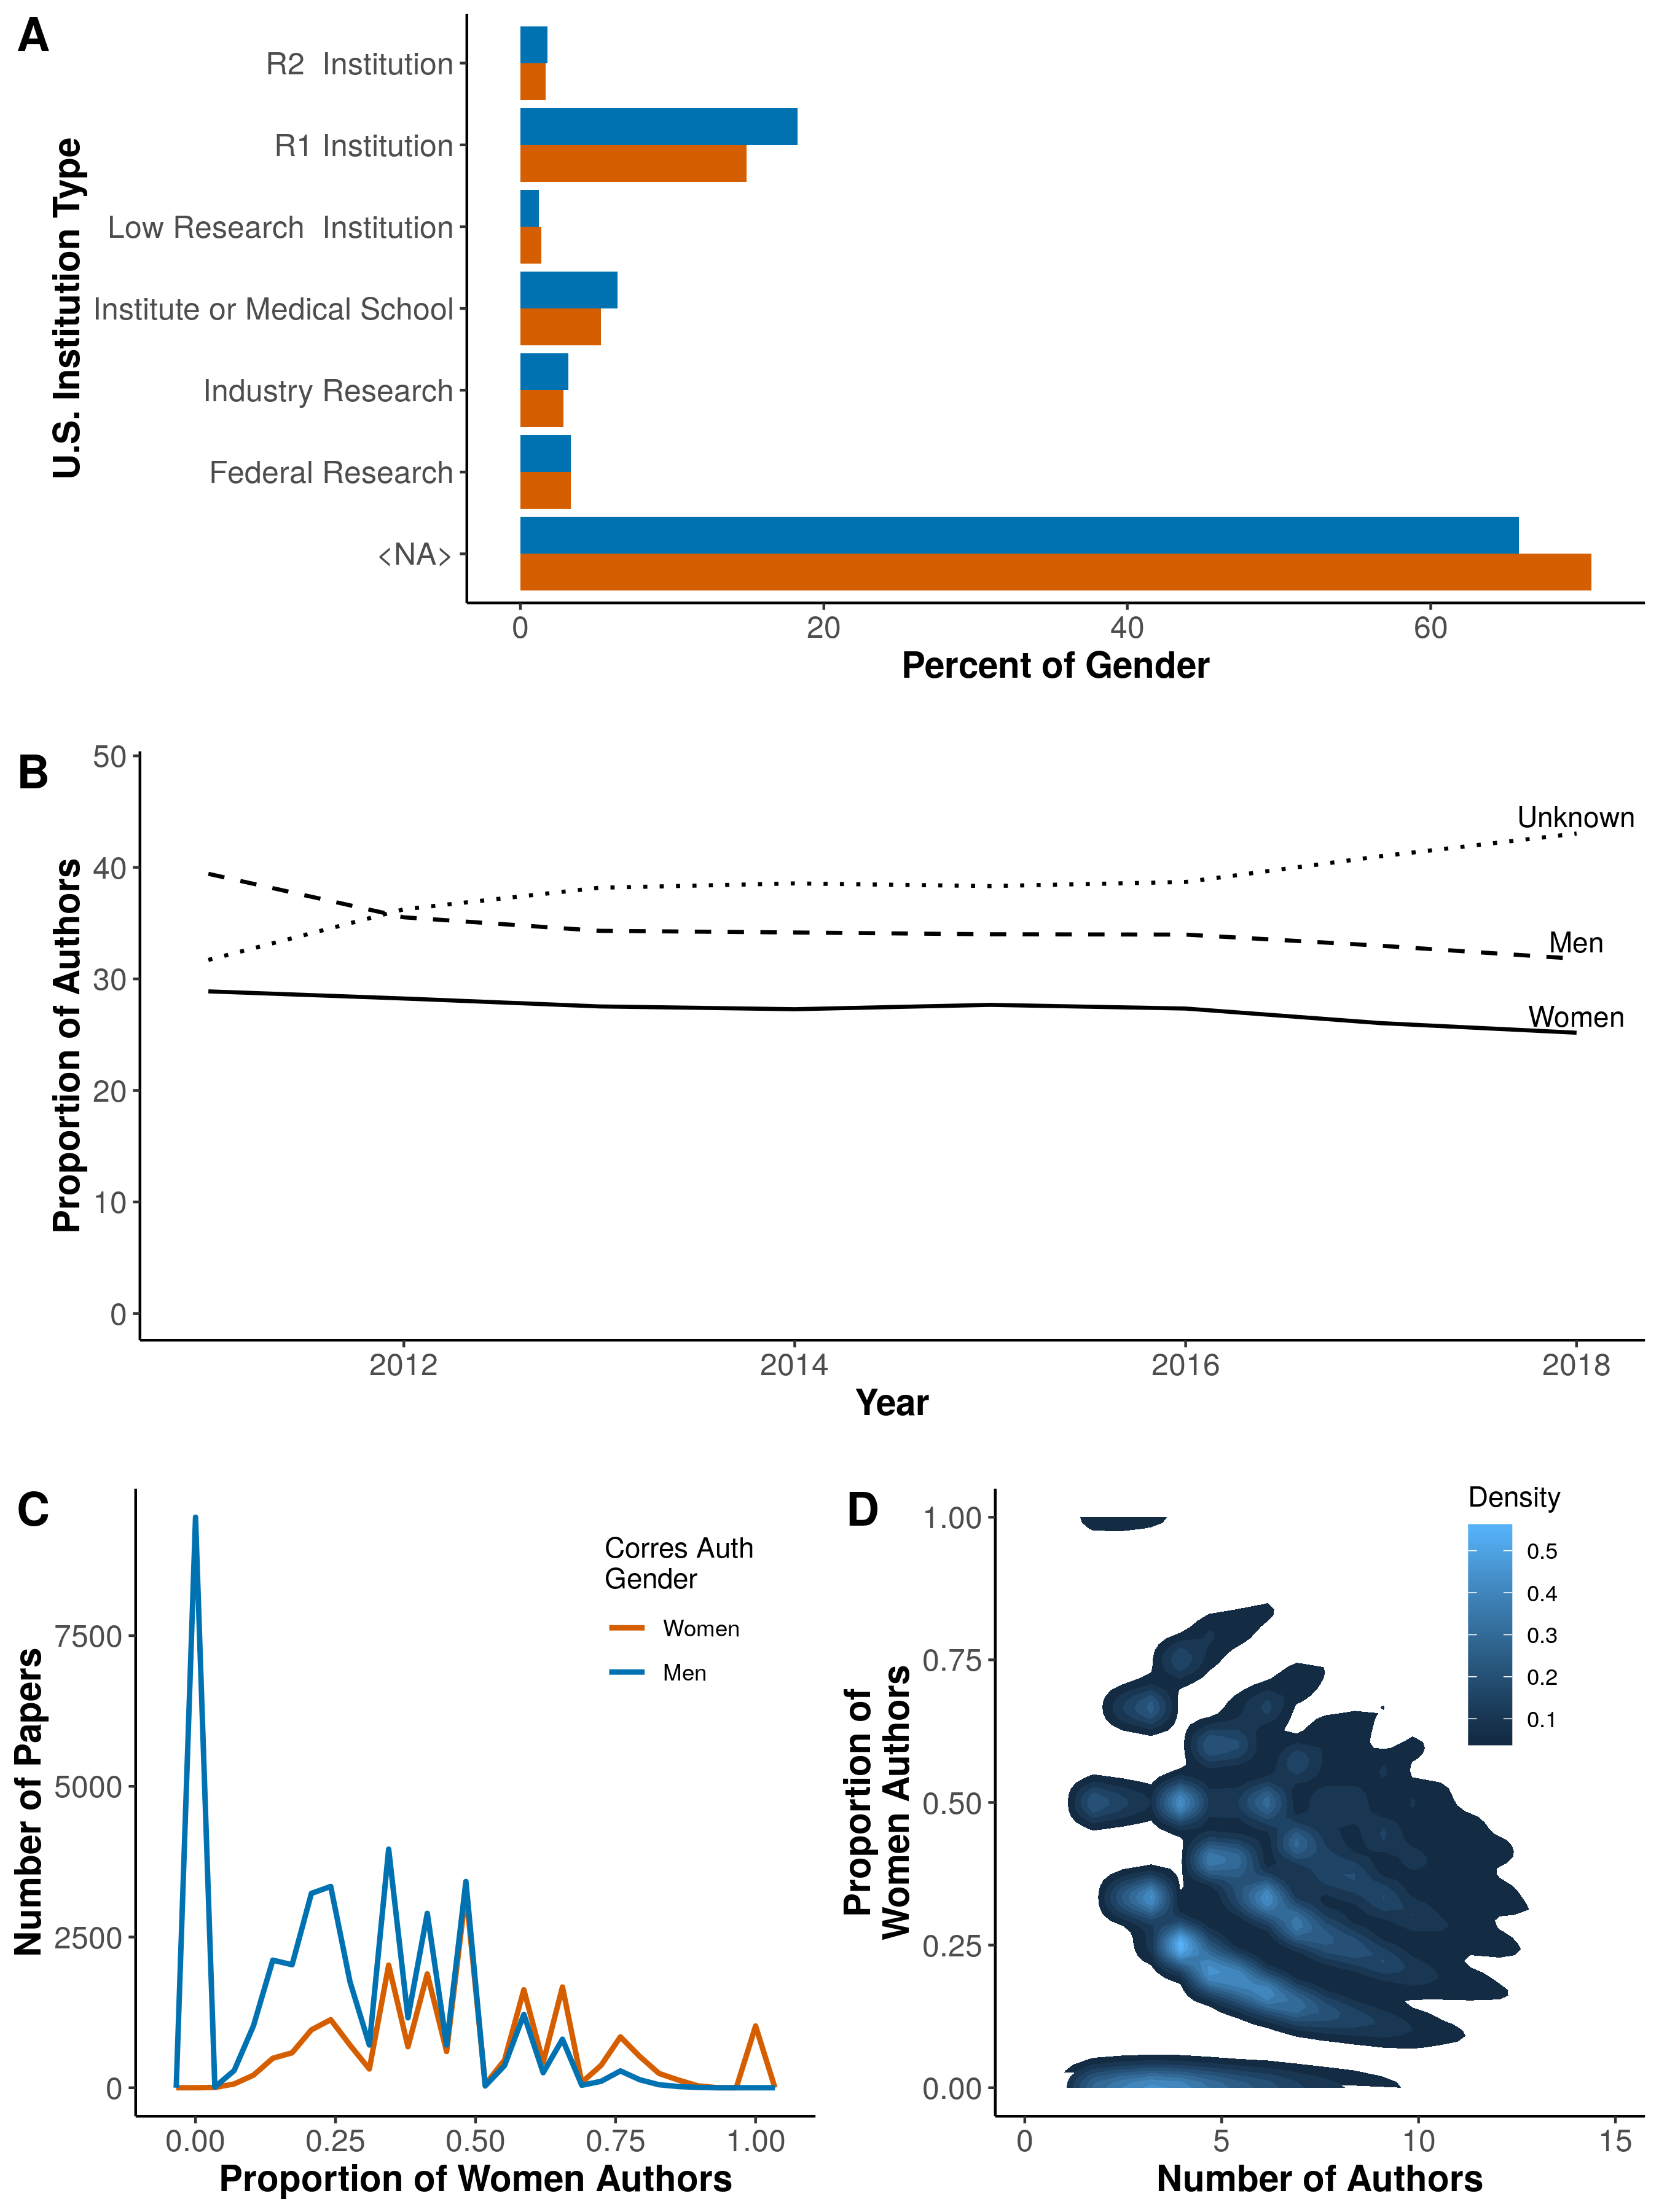 A
U.S. Institution Type
R2  Institution
R1 Institution
Low Research  Institution
Institute or Medical School
Industry Research
Federal Research
<NA>
0 20 40 60
Percent of Gender
B
Proportion of Authors
50
40
30
20
10
0
Unknown
Men
Women
2012 2014 2016 2018
Year
C
Number of Papers
7500
5000
2500
0
Corres Auth
Gender
Women
Men
0.00 0.25 0.50 0.75 1.00
Proportion of Women Authors
D
Proportion of
Women Authors
1.00
0.75
0.50
0.25
0.00
Density
0.5
0.4
0.3
0.2
0.1
0 5 10 15
Number of Authors